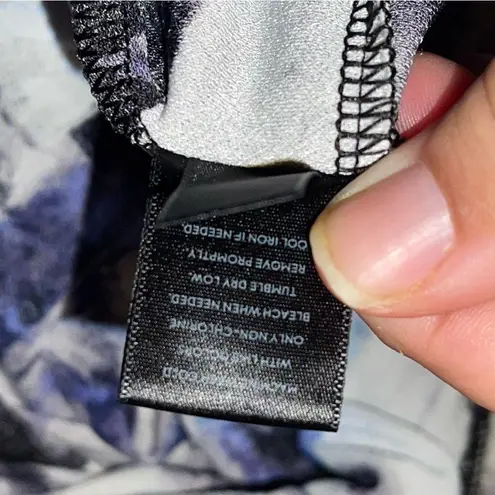 MACHINE WASH COLD
WITH LIKE COLORS.
ONLY NON-CHLORINE
BLEACH WHEN NEEDED.
TUMBLE DRY LOW.
REMOVE PROMPTLY.
OOL IRON IF NEEDED.